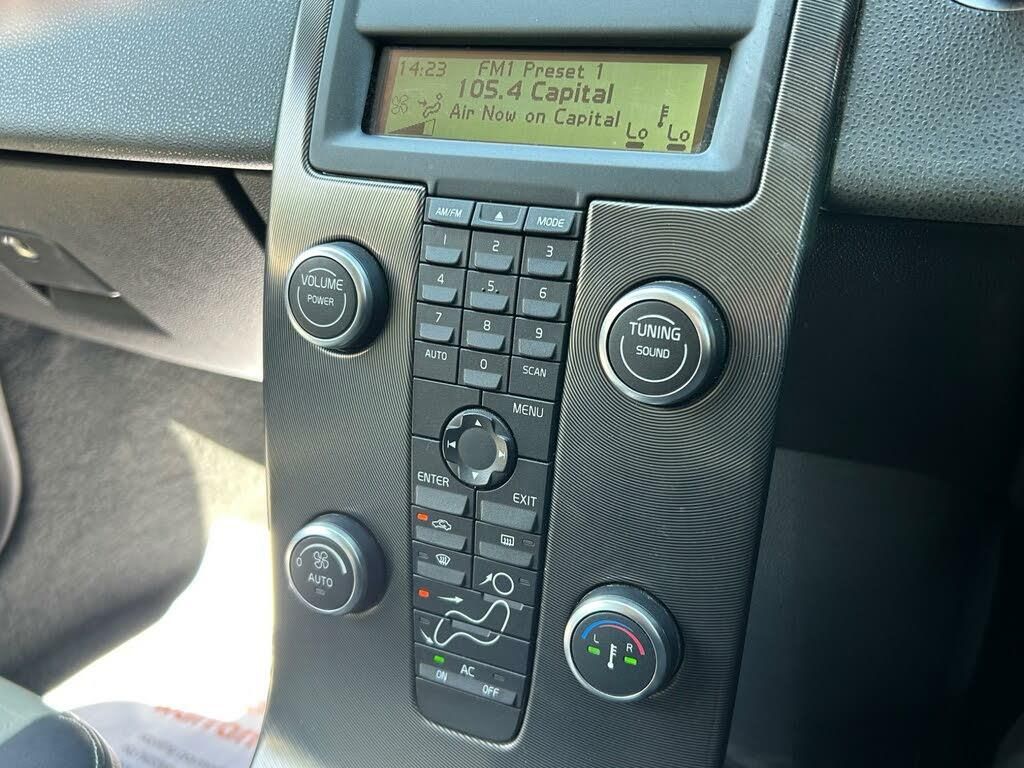 14:23 FM1 Preset 1
105.4 Capital
Air Now on Capital
Lo Lo
AM/FM MODE
1 2 3
4 .5. 6
7 8 9
AUTO 0 SCAN
VOLUME
POWER
TUNING
SOUND
MENU
ENTER
EXIT
0
AUTO
L R
AC
ON OFF